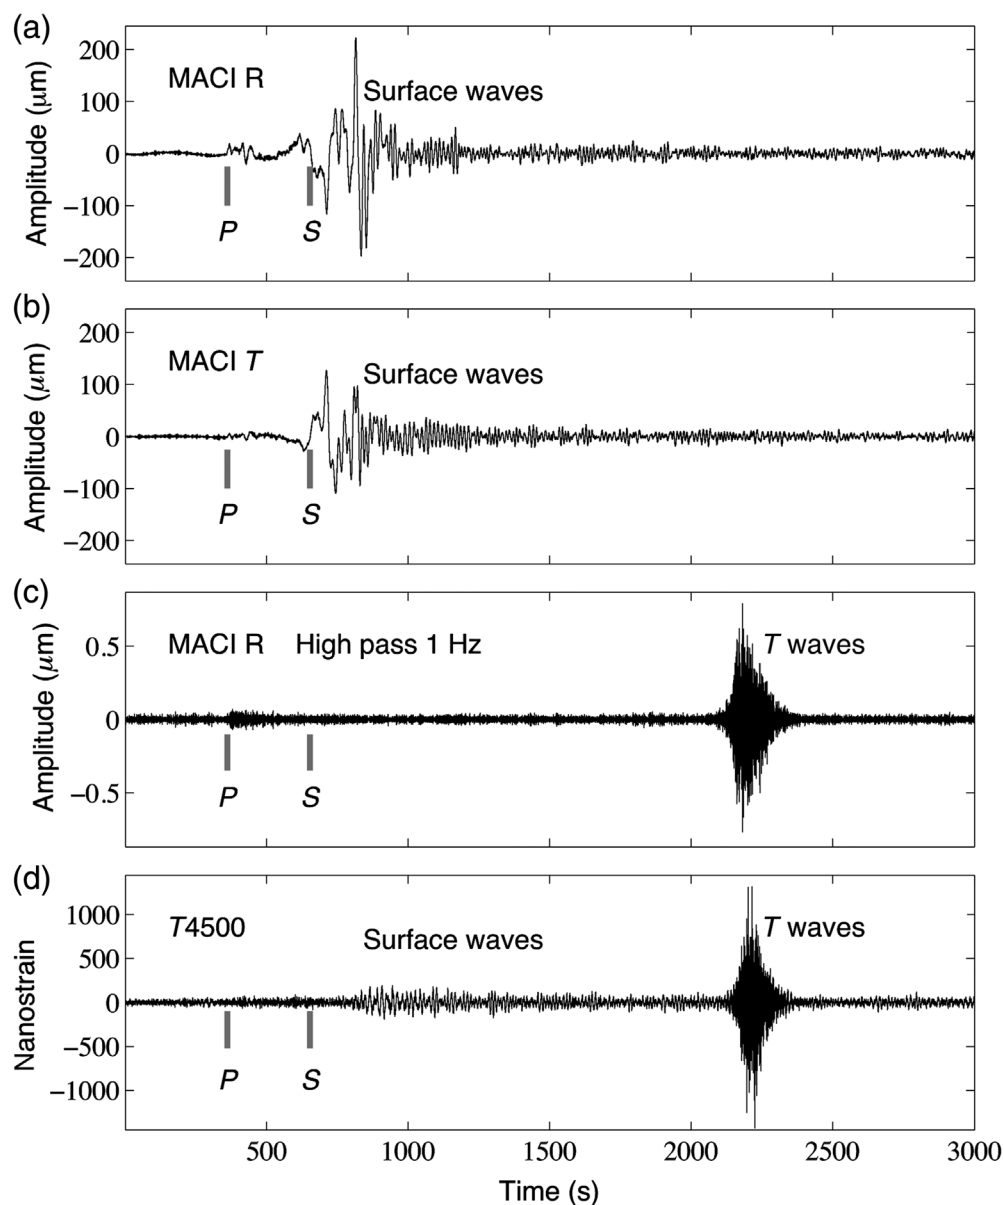 (a)
200
MACI R
Surface waves
100
0
−100
−200
Amplitude (μm)
P
S
(b)
200
MACI T
Surface waves
100
0
−100
−200
Amplitude (μm)
P
S
(c)
MACI R High pass 1 Hz
T waves
0.5
0
−0.5
Amplitude (μm)
P
S
(d)
1000
T4500
Surface waves
T waves
500
0
−500
−1000
Nanostrain
P
S
500 1000 1500 2000 2500 3000
Time (s)